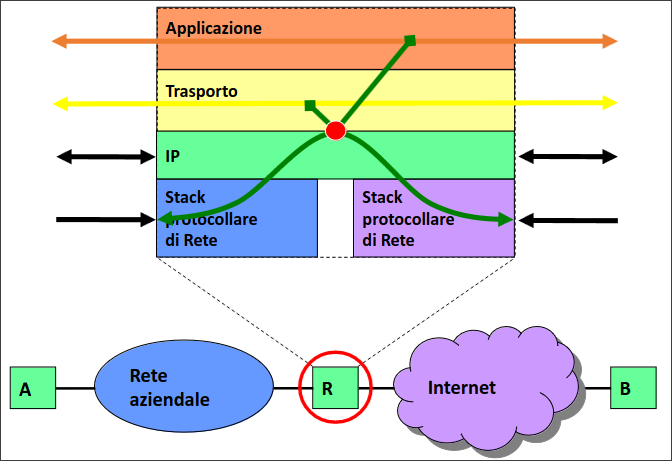 Applicazione
Trasporto
IP
Stack
protocollare
di Rete
Stack
protocollare
di Rete
A
Rete
aziendale
R
Internet
B